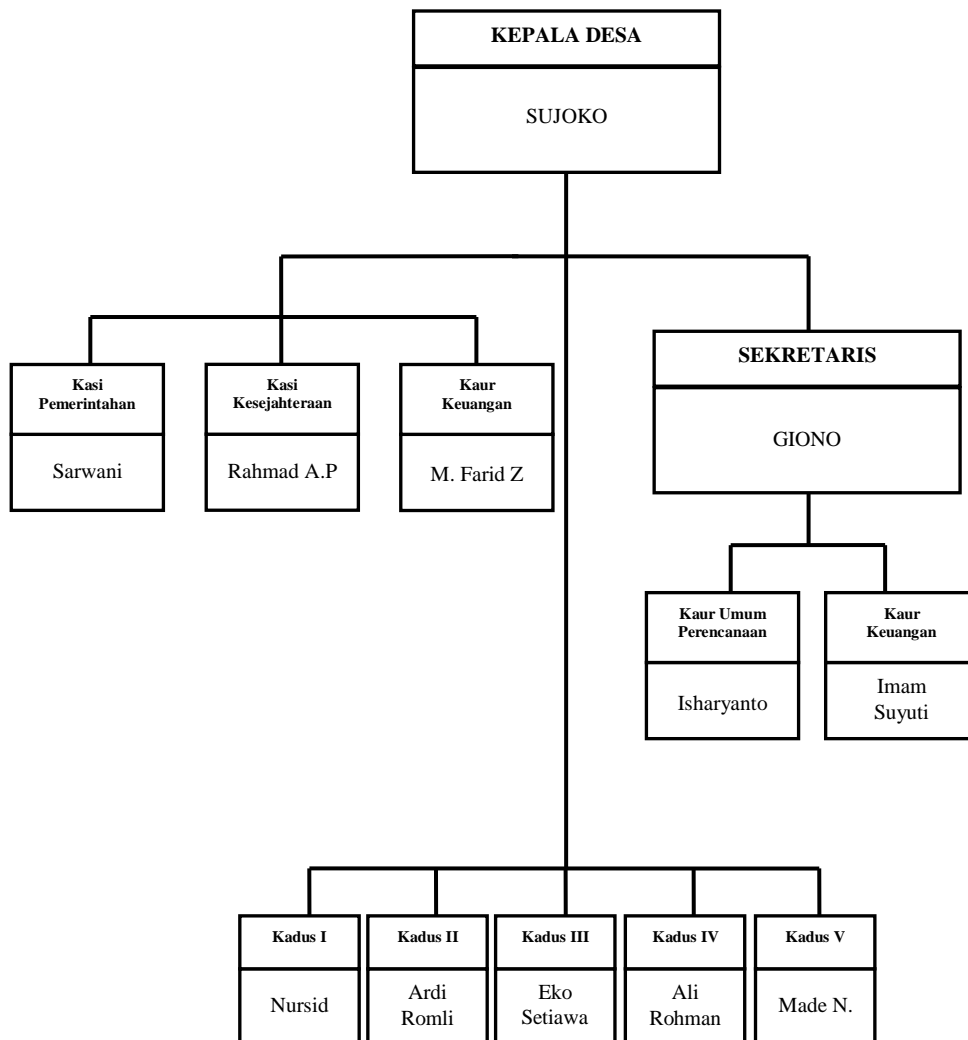 KEPALA DESA
SUJOKO
SEKRETARIS
GIONO
Kasi
Pemerintahan
Sarwani
Kasi
Kesejahteraan
Rahmad A.P
Kaur
Keuangan
M. Farid Z
Kaur Umum
Perencanaan
Isharyanto
Kaur
Keuangan
Imam
Suyuti
Kadus I
Nursid
Kadus II
Ardi
Romli
Kadus III
Eko
Setiawa
Kadus IV
Ali
Rohman
Kadus V
Made N.